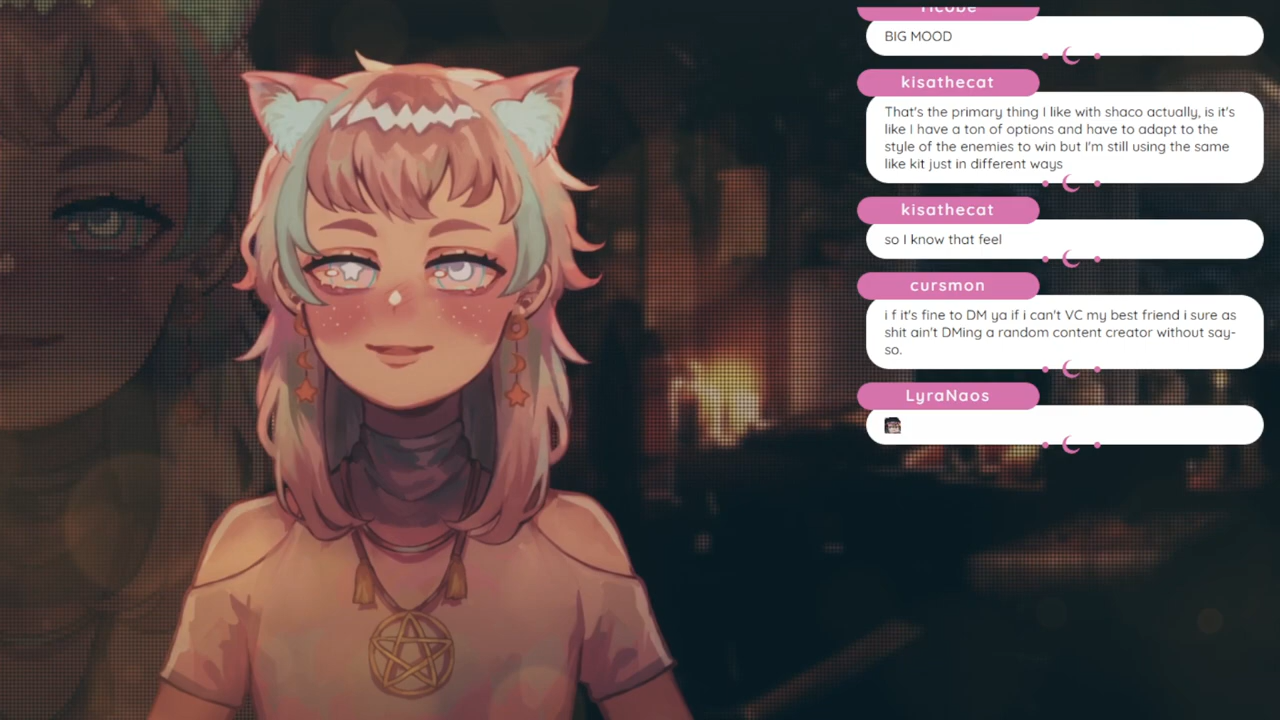 BIG MOOD
kisathecat
That's the primary thing I like with shaco actually, is it's
like I have a ton of options and have to adapt to the
style of the enemies to win but I'm still using the same
like kit just in different ways
kisathecat
so I know that feel
cursmon
i f it's fine to DM ya if i can't VC my best friend i sure as
shit ain't DMing a random content creator without say-
so.
LyraNaos